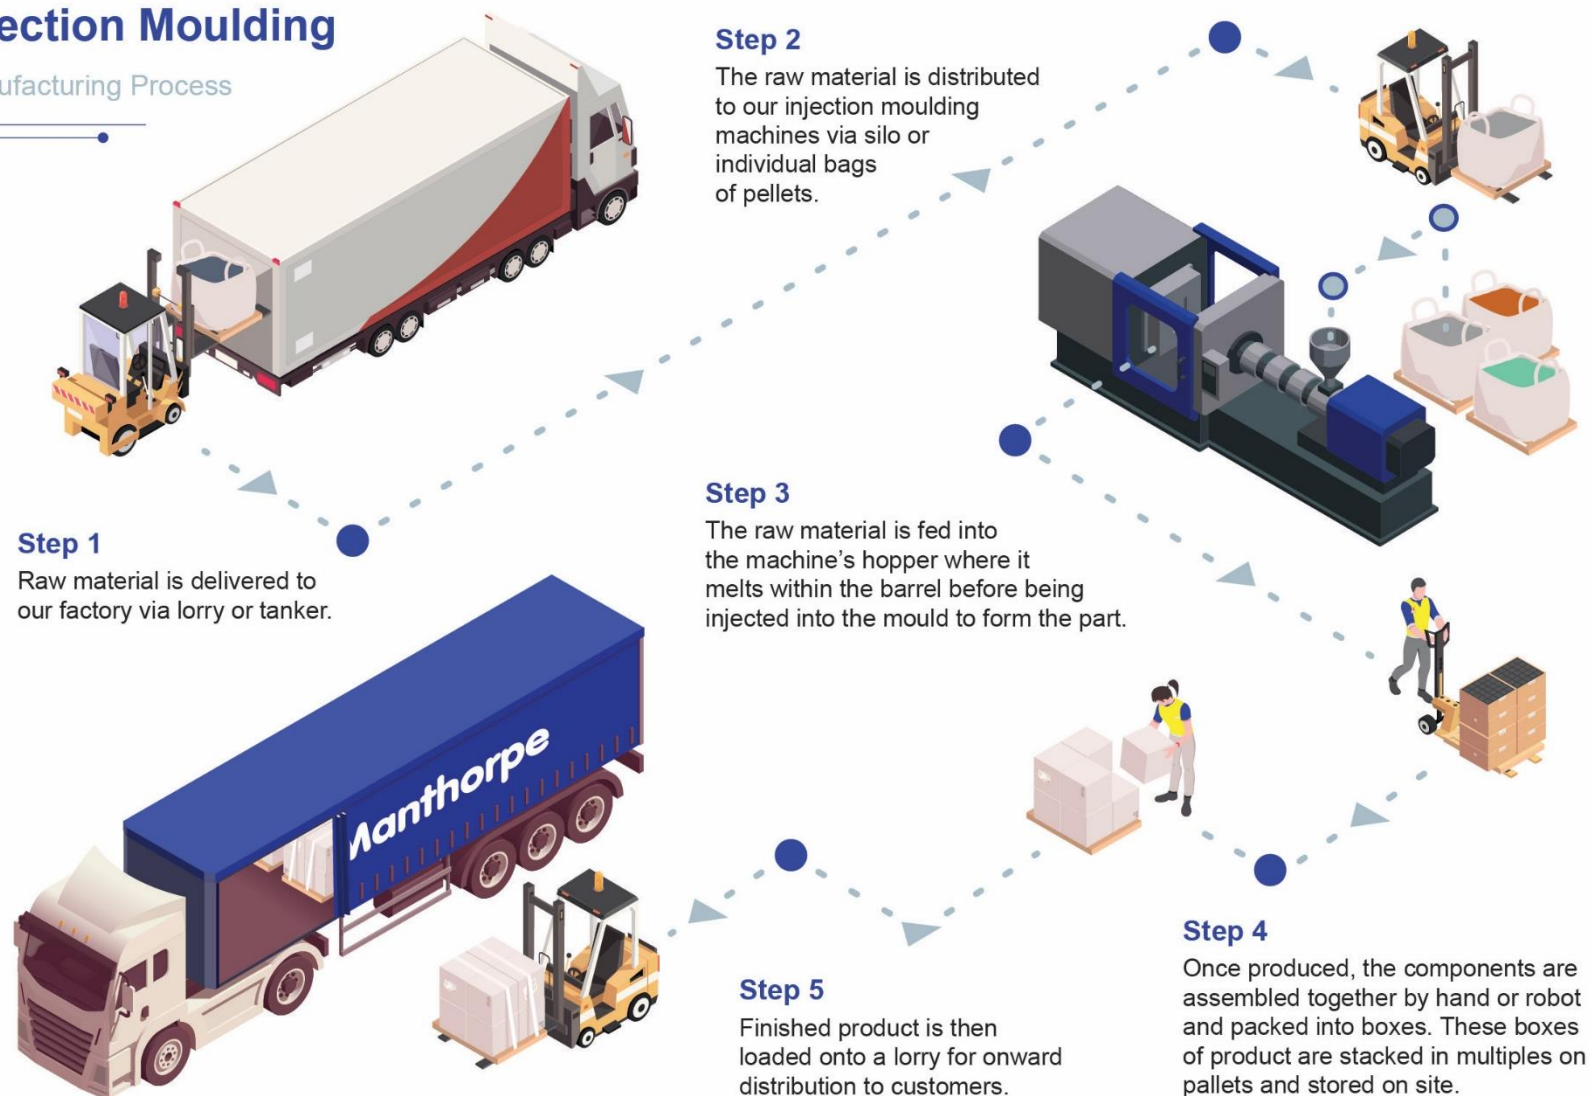 ection Moulding
ufacturing Process
Step 1
Raw material is delivered to
our factory via lorry or tanker.
Step 2
The raw material is distributed
to our injection moulding
machines via silo or
individual bags
of pellets.
Step 3
The raw material is fed into
the machine's hopper where it
melts within the barrel before being
injected into the mould to form the part.
Step 4
Once produced, the components are
assembled together by hand or robot
and packed into boxes. These boxes
of product are stacked in multiples on
pallets and stored on site.
Step 5
Finished product is then
loaded onto a lorry for onward
distribution to customers.
Manthorpe